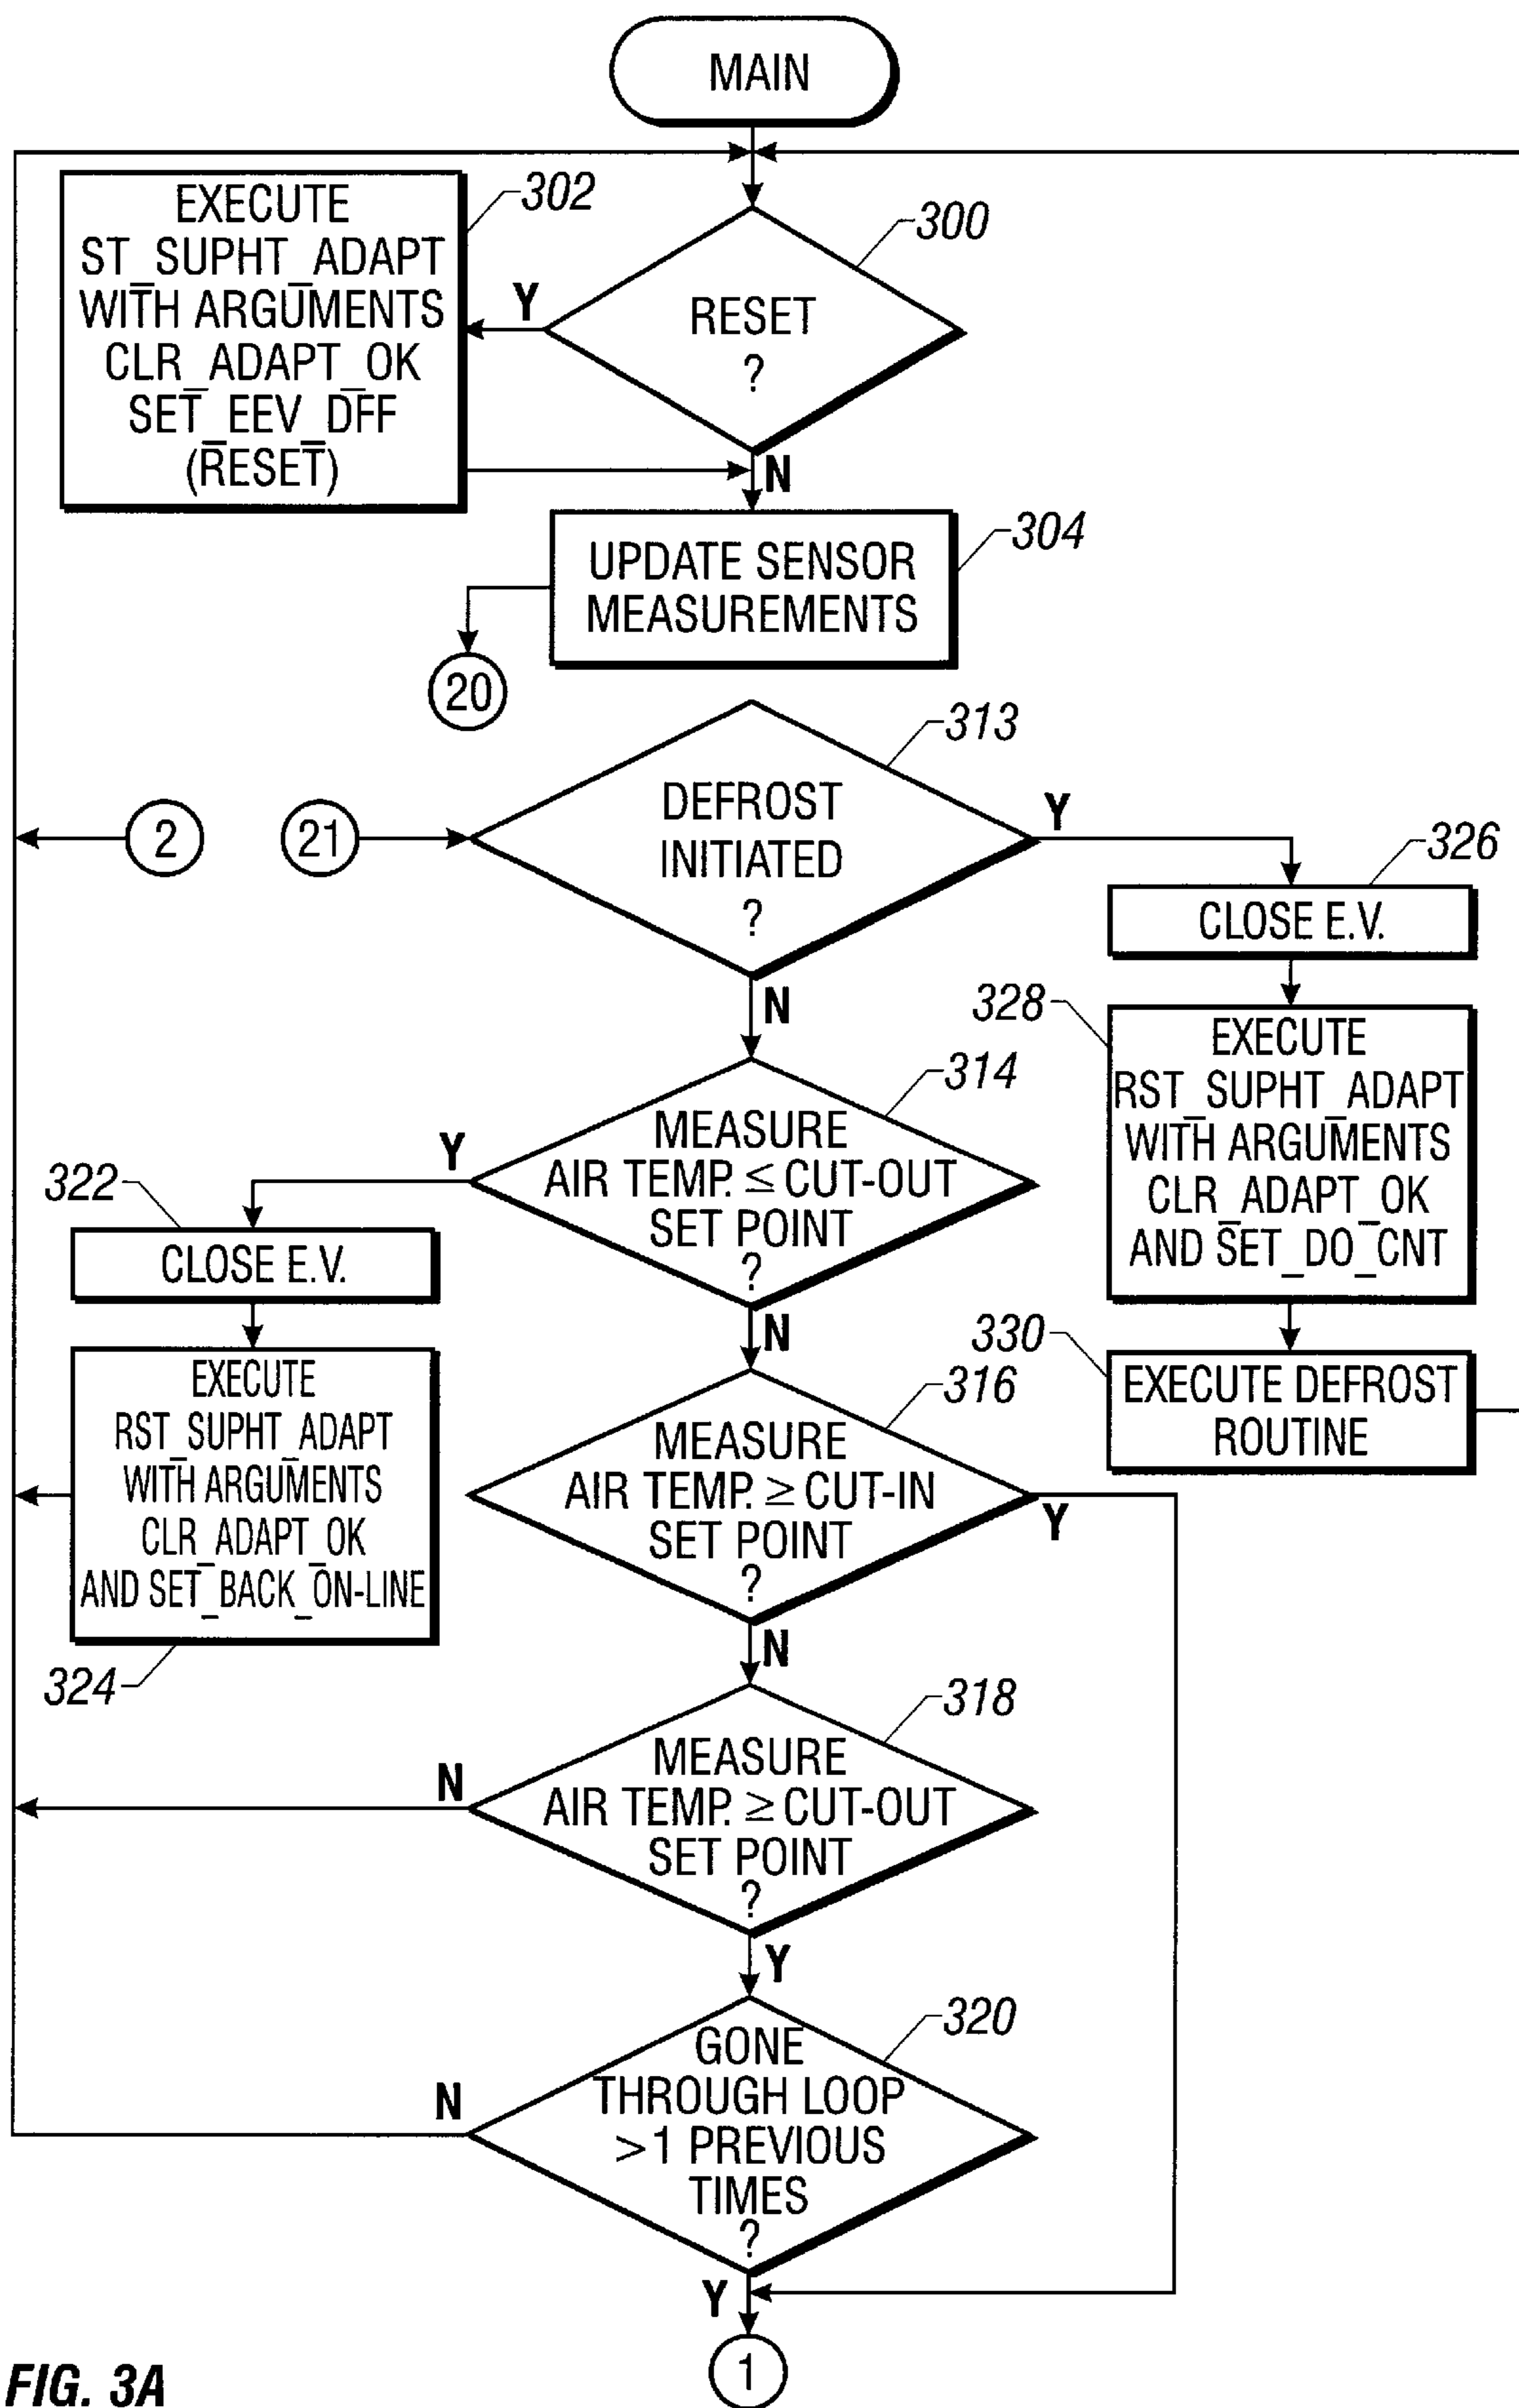 MAIN
302
EXECUTE
ST_SUPHT_ADAPT
WITH ARGUMENTS
CLR_ADAPT_OK
SET_EEV_DFF
(RESET)
300
RESET
?
Y
N
304
UPDATE SENSOR
MEASUREMENTS
20
313
DEFROST
INITIATED
?
Y
N
2
21
326
CLOSE E.V.
328
EXECUTE
RST_SUPHT_ADAPT
WITH ARGUMENTS
CLR_ADAPT_OK
AND SET_DO_CNT
330
EXECUTE DEFROST
ROUTINE
314
MEASURE
AIR TEMP. ≤ CUT-OUT
SET POINT
?
Y
N
322
CLOSE E.V.
EXECUTE
RST_SUPHT_ADAPT
WITH ARGUMENTS
CLR_ADAPT_OK
AND SET_BACK_ON-LINE
324
316
MEASURE
AIR TEMP. ≥ CUT-IN
SET POINT
?
Y
N
318
MEASURE
AIR TEMP. ≥ CUT-OUT
SET POINT
?
N
Y
320
GONE
THROUGH LOOP
>1 PREVIOUS
TIMES
?
N
Y
1
FIG. 3A